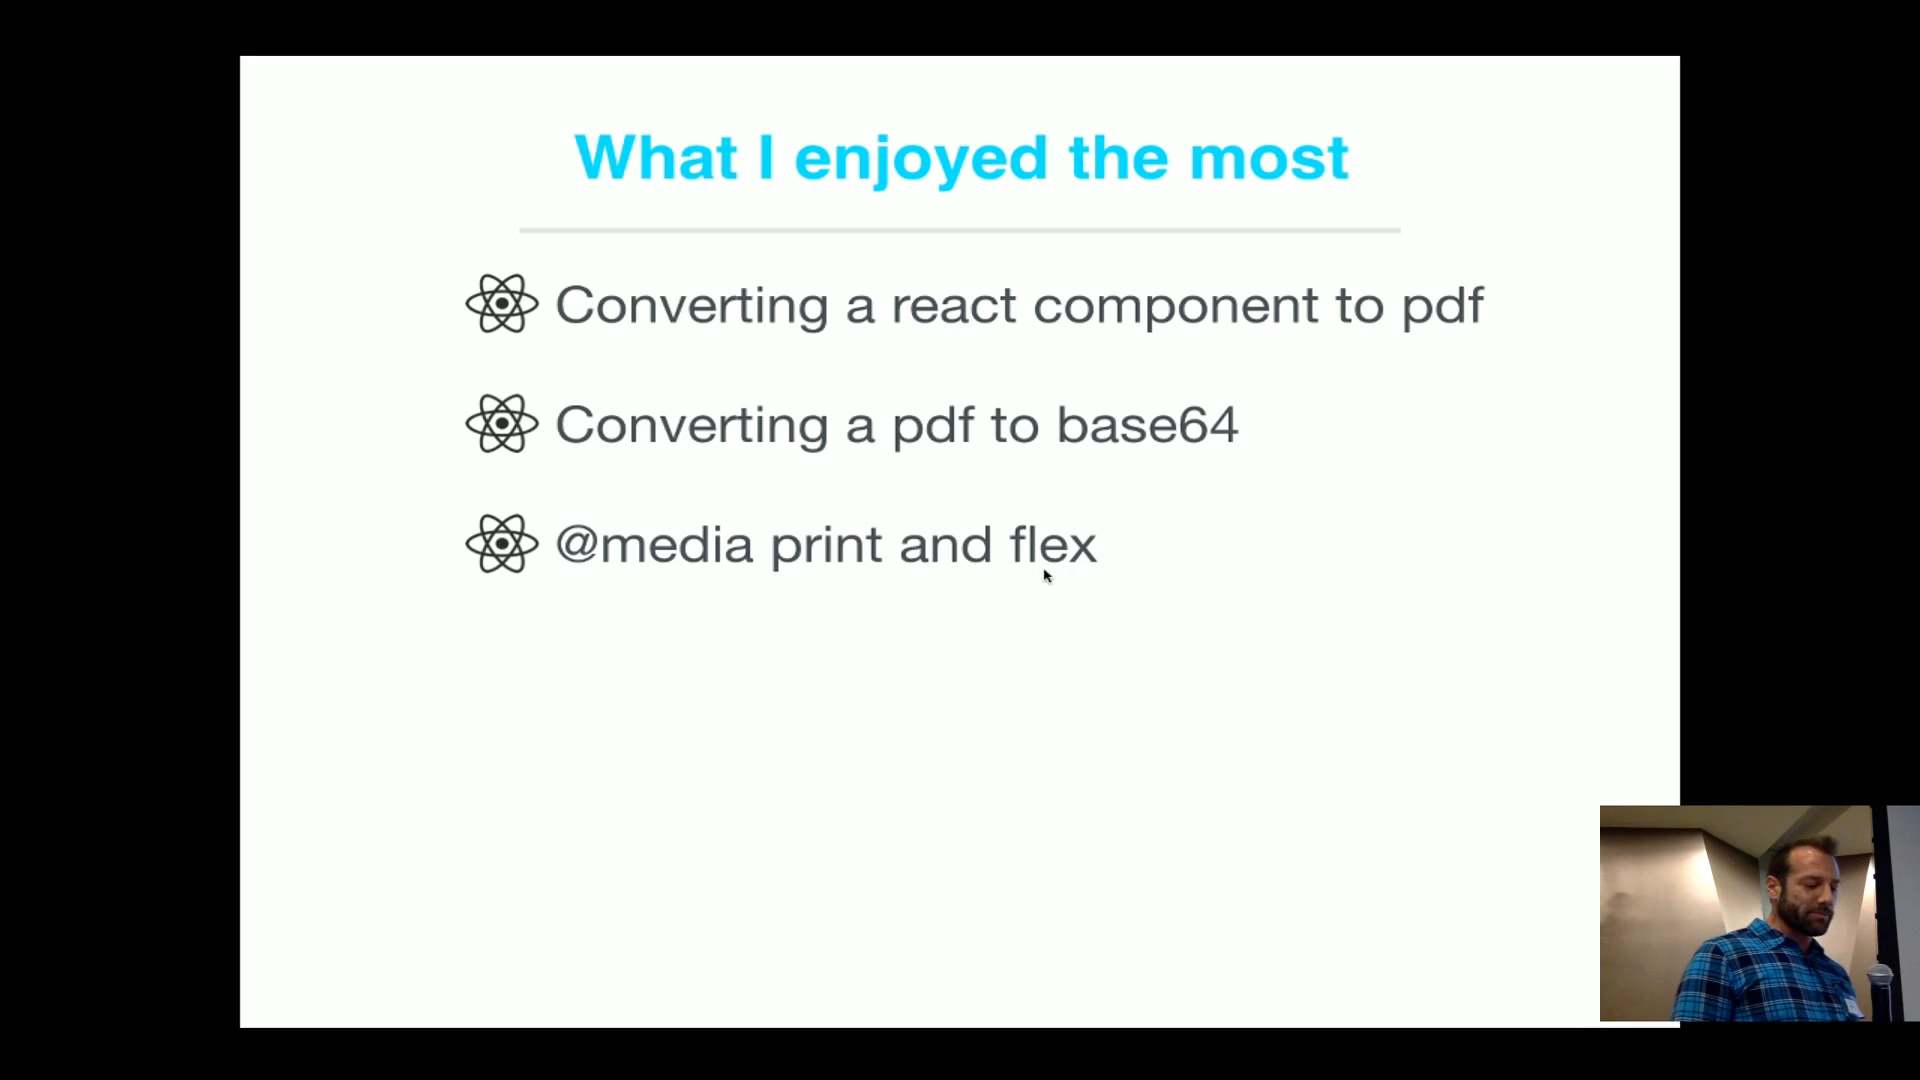 What I enjoyed the most
Converting a react component to pdf
Converting a pdf to base64
@media print and flex